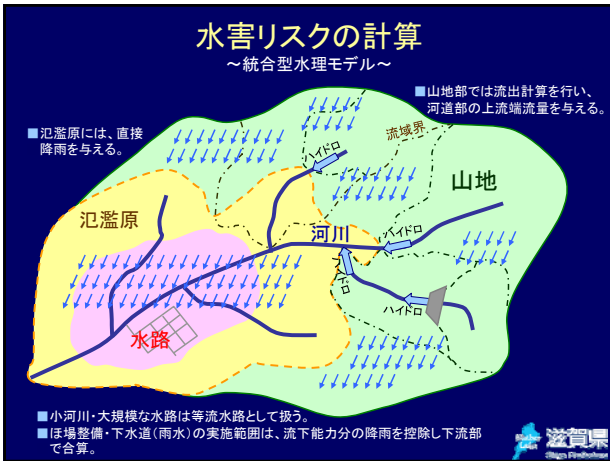 水害リスクの計算
～統合型水理モデル～
■山地部では流出計算を行い、
河道部の上流端流量を与える。
■氾濫原には、直接
降雨を与える。
流域界
ハイドロ
山地
氾濫原
河川
ハイドロ
ハイドロ
ハイドロ
水路
■小河川・大規模な水路は等流水路として扱う。
■ほ場整備・下水道（雨水）の実施範囲は、流下能力分の降雨を控除し下流部
で合算。
Mother
Lake
滋賀県
Shiga Prefecture